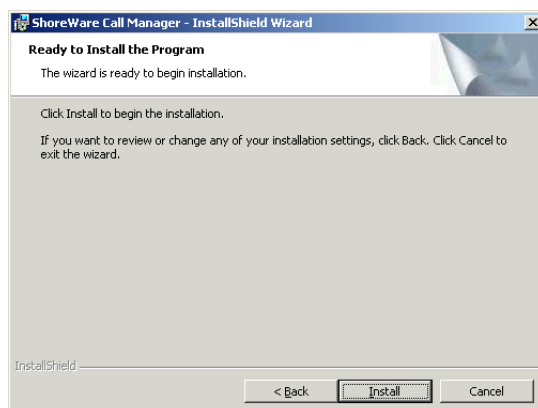 ShoreWare Call Manager - InstallShield Wizard
Ready to Install the Program
The wizard is ready to begin installation.
Click Install to begin the installation.
If you want to review or change any of your installation settings, click Back. Click Cancel to
exit the wizard.
InstallShield
< Back
Install
Cancel